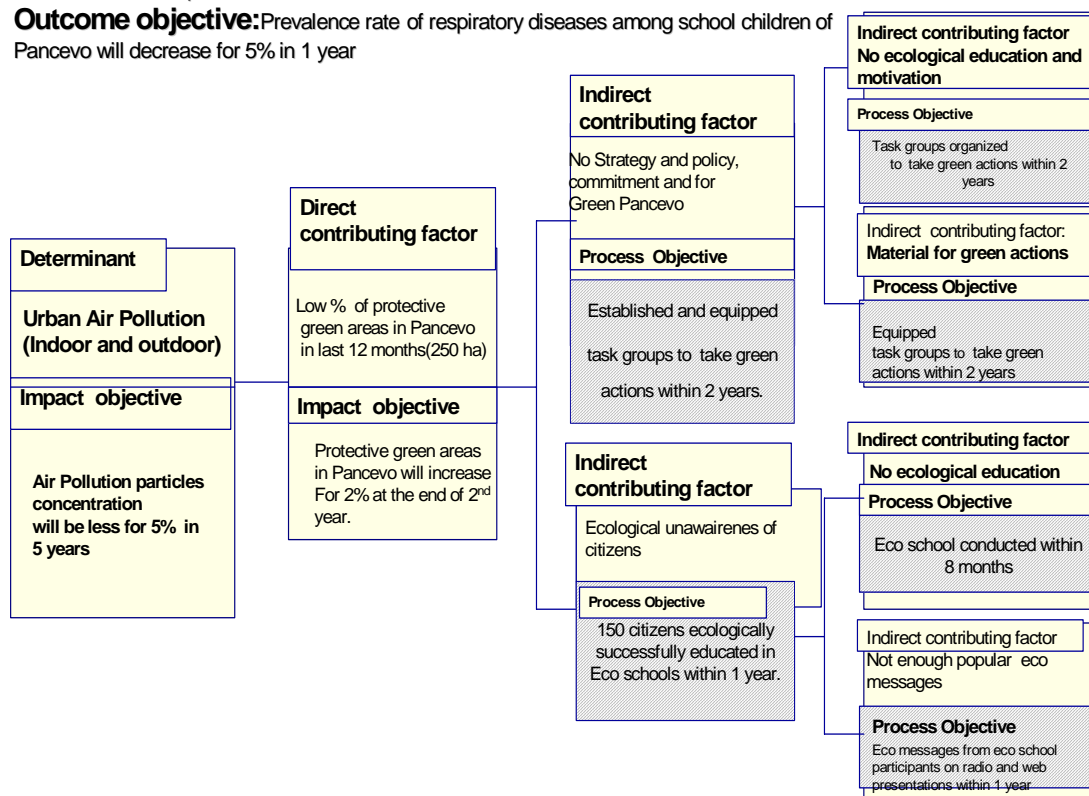 Outcome objective:Prevalence rate of respiratory diseases among school children of
Pancevo will decrease for 5% in 1 year
Determinant
Urban Air Pollution
(Indoor and outdoor)
Impact objective
Air Pollution particles
concentration
will be less for 5% in
5 years
Direct
contributing factor
Low % of protective
green areas in Pancevo
in last 12 months(250 ha)
Impact objective
Protective green areas
in Pancevo will increase
For 2% at the end of 2nd
year.
Indirect
contributing factor
No Strategy and policy,
commitment and for
Green Pancevo
Process Objective
Established and equipped
task groups to take green
actions within 2 years.
Indirect
contributing factor
Ecological unawairenes of
citizens
Process Objective
150 citizens ecologically
successfully educated in
Eco schools within 1 year.
Indirect contributing factor
No ecological education and
motivation
Process Objective
Task groups organized
to take green actions within 2
years
Indirect contributing factor:
Material for green actions
Process Objective
Equipped
task groups to take green
actions within 2 years
Indirect contributing factor
No ecological education
Process Objective
Eco school conducted within
8 months
Indirect contributing factor
Not enough popular eco
messages
Process Objective
Eco messages from eco school
participants on radio and web
presentations within 1 year